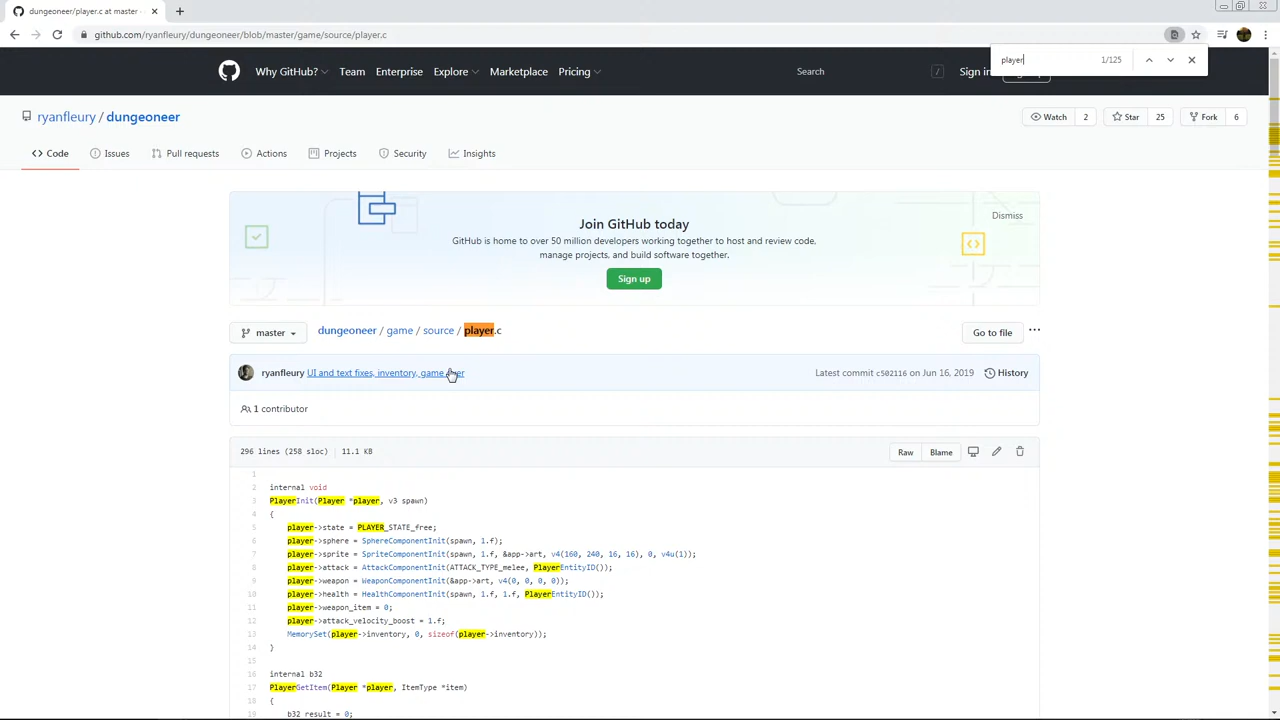 dungeoneer/player.c at master ·
github.com/ryanfleury/dungeoneer/blob/master/game/source/player.c
player 1/125
Why GitHub? Team Enterprise Explore Marketplace Pricing Search / Sign in
ryanfleury / dungeoneer
Watch 2 Star 25 Fork 6
<> Code Issues Pull requests Actions Projects Security Insights
Join GitHub today
Dismiss
GitHub is home to over 50 million developers working together to host and review code,
manage projects, and build software together.
Sign up
master dungeoneer / game / source / player.c Go to file ...
ryanfleury UI and text fixes, inventory, game over Latest commit c502116 on Jun 16, 2019 History
1 contributor
296 lines (258 sloc) 11.1 KB Raw Blame
1
2 internal void
3 PlayerInit(Player *player, v3 spawn)
4 {
5 player->state = PLAYER_STATE_free;
6 player->sphere = SphereComponentInit(spawn, 1.f);
7 player->sprite = SpriteComponentInit(spawn, 1.f, &app->art, v4(160, 240, 16, 16), 0, v4u(1));
8 player->attack = AttackComponentInit(ATTACK_TYPE_melee, PlayerEntityID());
9 player->weapon = WeaponComponentInit(&app->art, v4(0, 0, 0, 0));
10 player->health = HealthComponentInit(spawn, 1.f, 1.f, PlayerEntityID());
11 player->weapon_item = 0;
12 player->attack_velocity_boost = 1.f;
13 MemorySet(player->inventory, 0, sizeof(player->inventory));
14 }
15
16 internal b32
17 PlayerGetItem(Player *player, ItemType *item)
18 {
19 b32 result = 0;